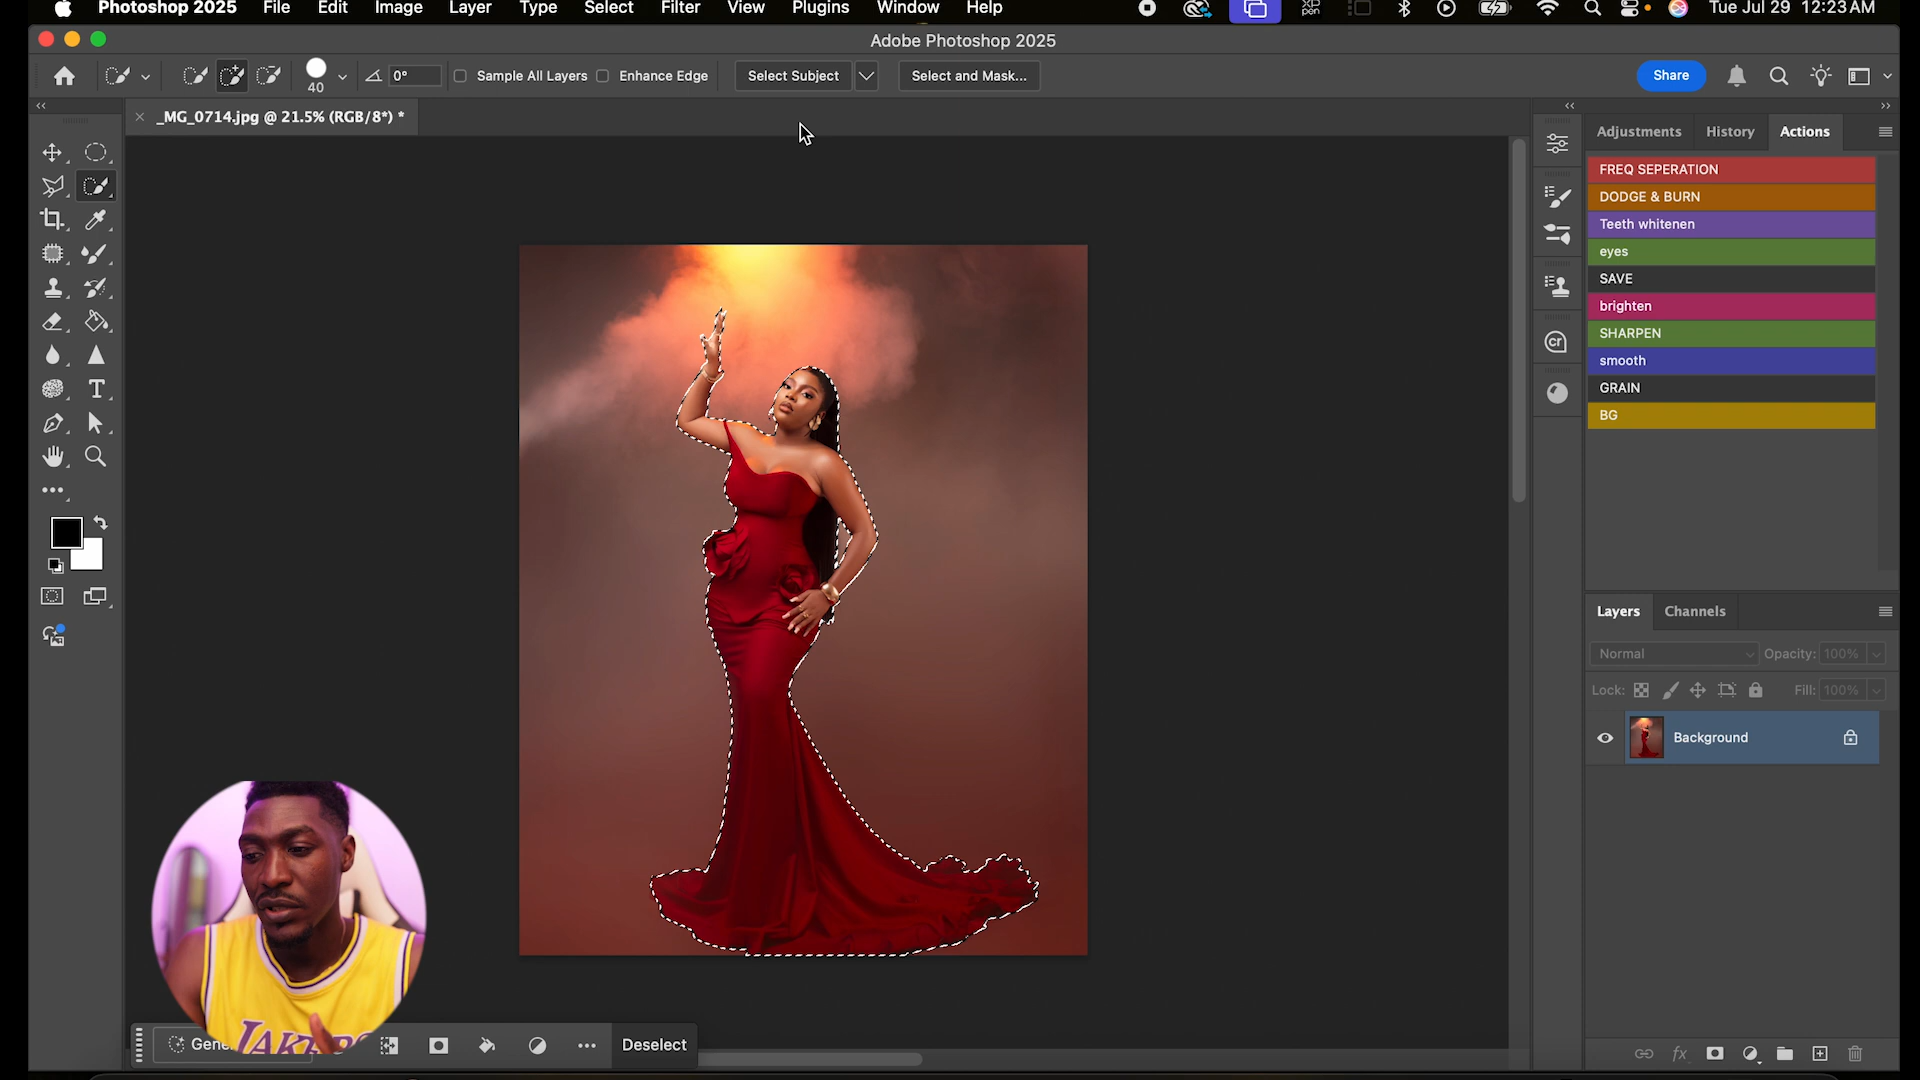 Photoshop 2025 File Edit Image Layer Type Select Filter View Plugins Window Help Tue Jul 29 12:23 AM
Adobe Photoshop 2025
40 0° Sample All Layers Enhance Edge Select Subject Select and Mask... Share
_MG_0714.jpg @ 21.5% (RGB/8*) *
Adjustments History Actions
FREQ SEPERATION
DODGE & BURN
Teeth whitenen
eyes
SAVE
brighten
SHARPEN
smooth
GRAIN
BG
Layers Channels
Normal Opacity: 100%
Lock: Fill: 100%
Background
Gene
Deselect
LAKERS